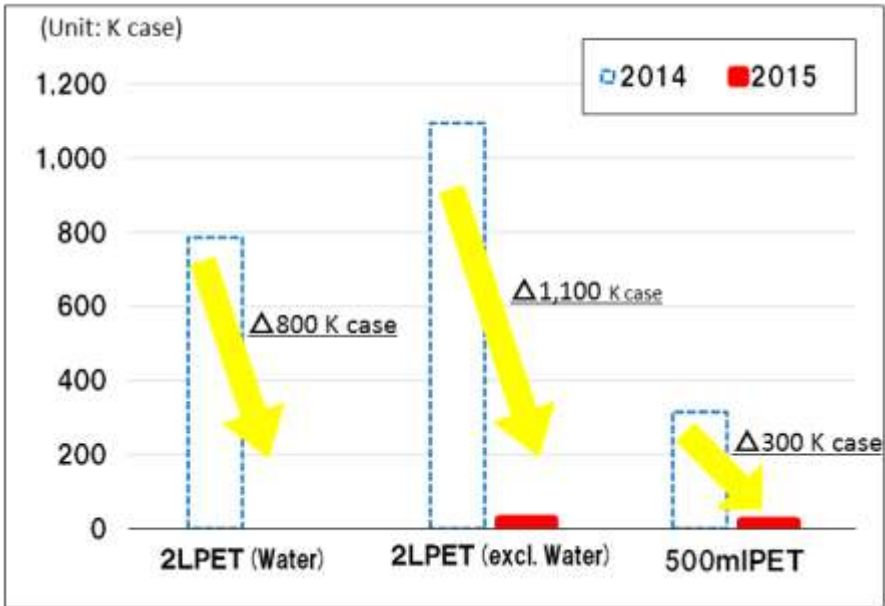 (Unit: K case)
2014 2015
1,200
1,000
800
600
400
200
0
△800 K case
△1,100 K case
△300 K case
2LPET (Water)
2LPET (excl. Water)
500mlPET